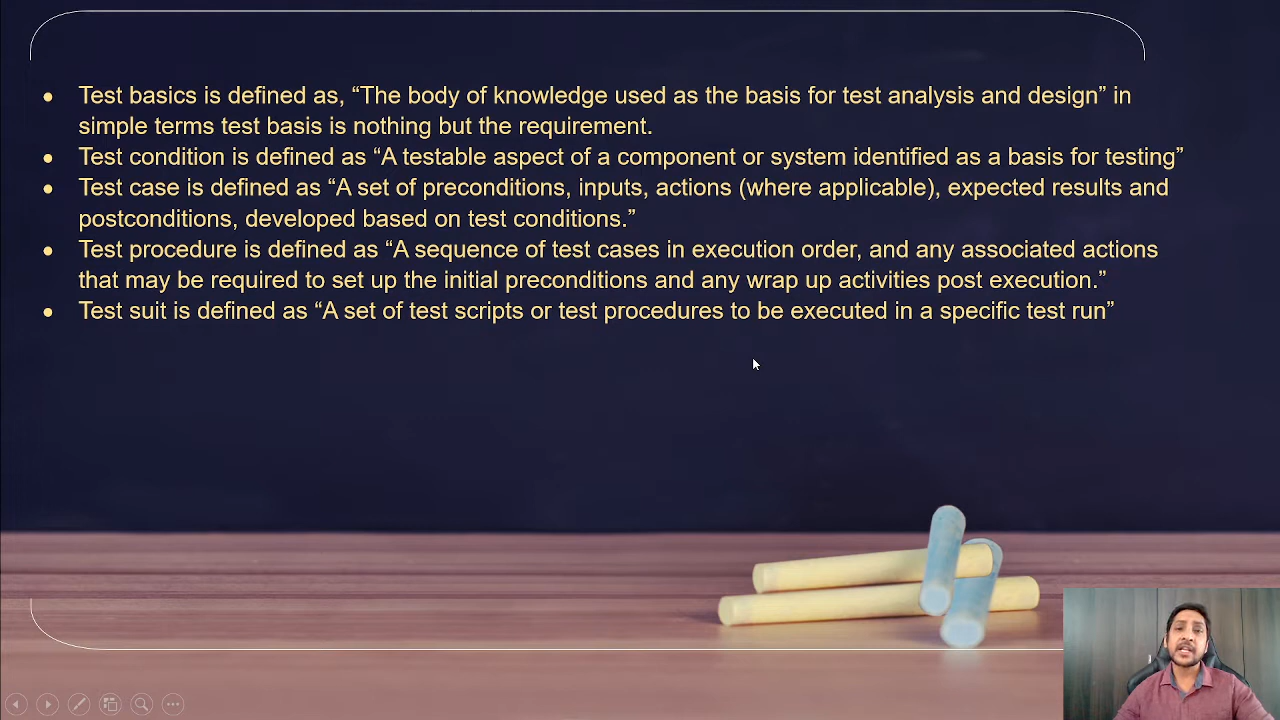 Test basics is defined as, “The body of knowledge used as the basis for test analysis and design” in
simple terms test basis is nothing but the requirement.
Test condition is defined as “A testable aspect of a component or system identified as a basis for testing”
Test case is defined as “A set of preconditions, inputs, actions (where applicable), expected results and
postconditions, developed based on test conditions.”
Test procedure is defined as “A sequence of test cases in execution order, and any associated actions
that may be required to set up the initial preconditions and any wrap up activities post execution.”
Test suit is defined as “A set of test scripts or test procedures to be executed in a specific test run”